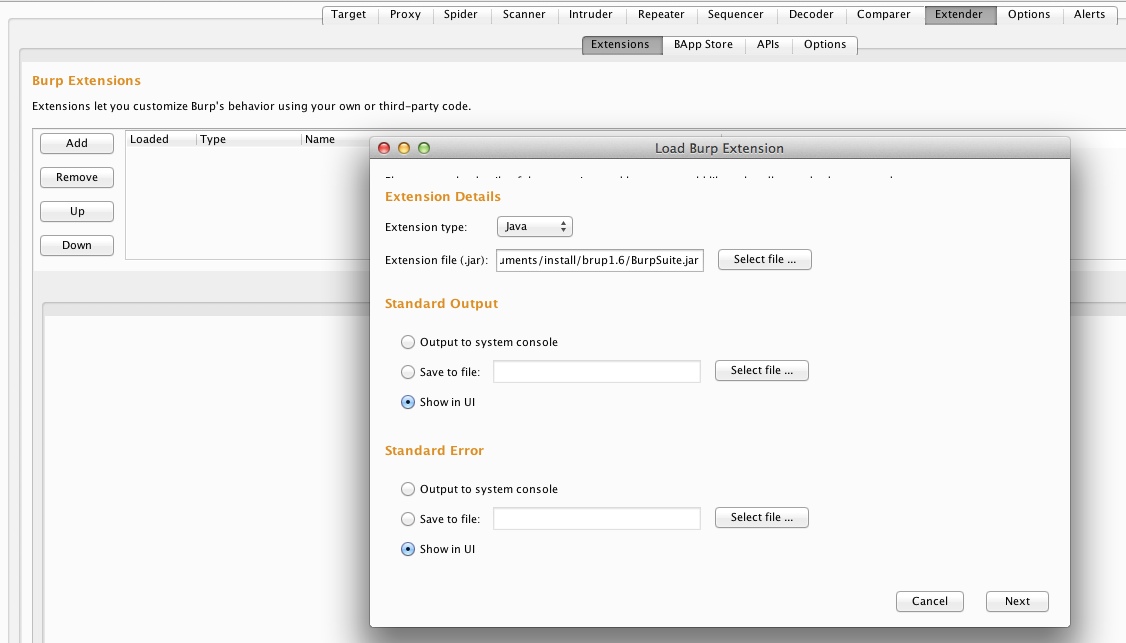 Target Proxy Spider Scanner Intruder Repeater Sequencer Decoder Comparer Extender Options Alerts
Extensions BApp Store APIs Options
Burp Extensions
Extensions let you customize Burp's behavior using your own or third-party code.
Add
Remove
Up
Down
Loaded Type Name
Load Burp Extension
Extension Details
Extension type: Java
Extension file (.jar): uments/install/brup1.6/BurpSuite.jar Select file ...
Standard Output
Output to system console
Save to file: Select file ...
Show in UI
Standard Error
Output to system console
Save to file: Select file ...
Show in UI
Cancel Next